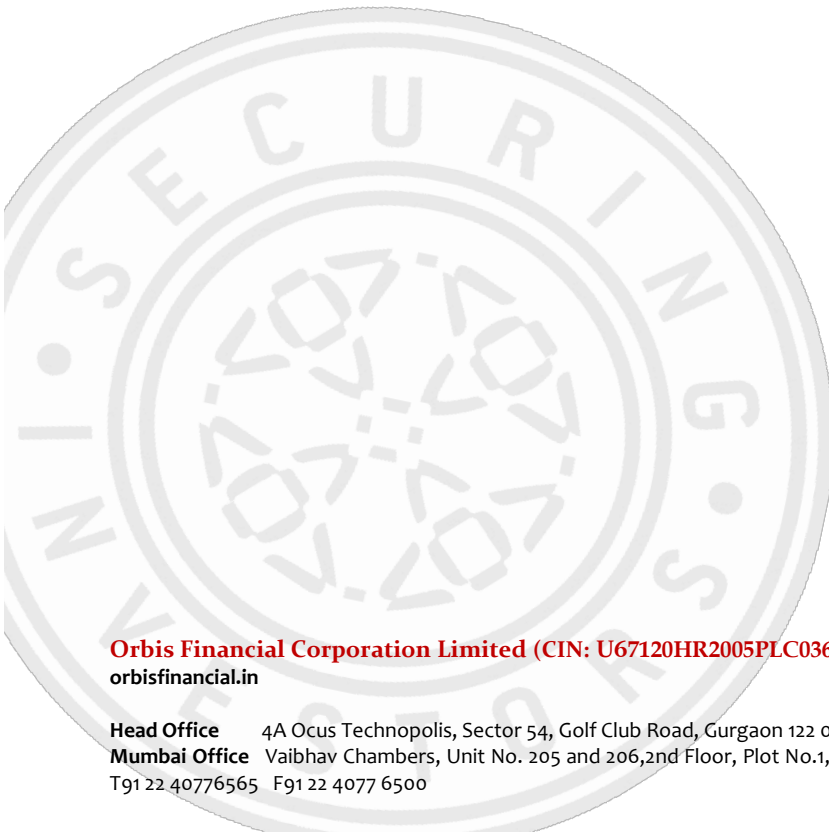 SECURING INVESTORS
Orbis Financial Corporation Limited (CIN: U67120HR2005PLC036
orbisfinancial.in
Head Office 4A Ocus Technopolis, Sector 54, Golf Club Road, Gurgaon 122 0
Mumbai Office Vaibhav Chambers, Unit No. 205 and 206,2nd Floor, Plot No.1,
T91 22 40776565 F91 22 4077 6500